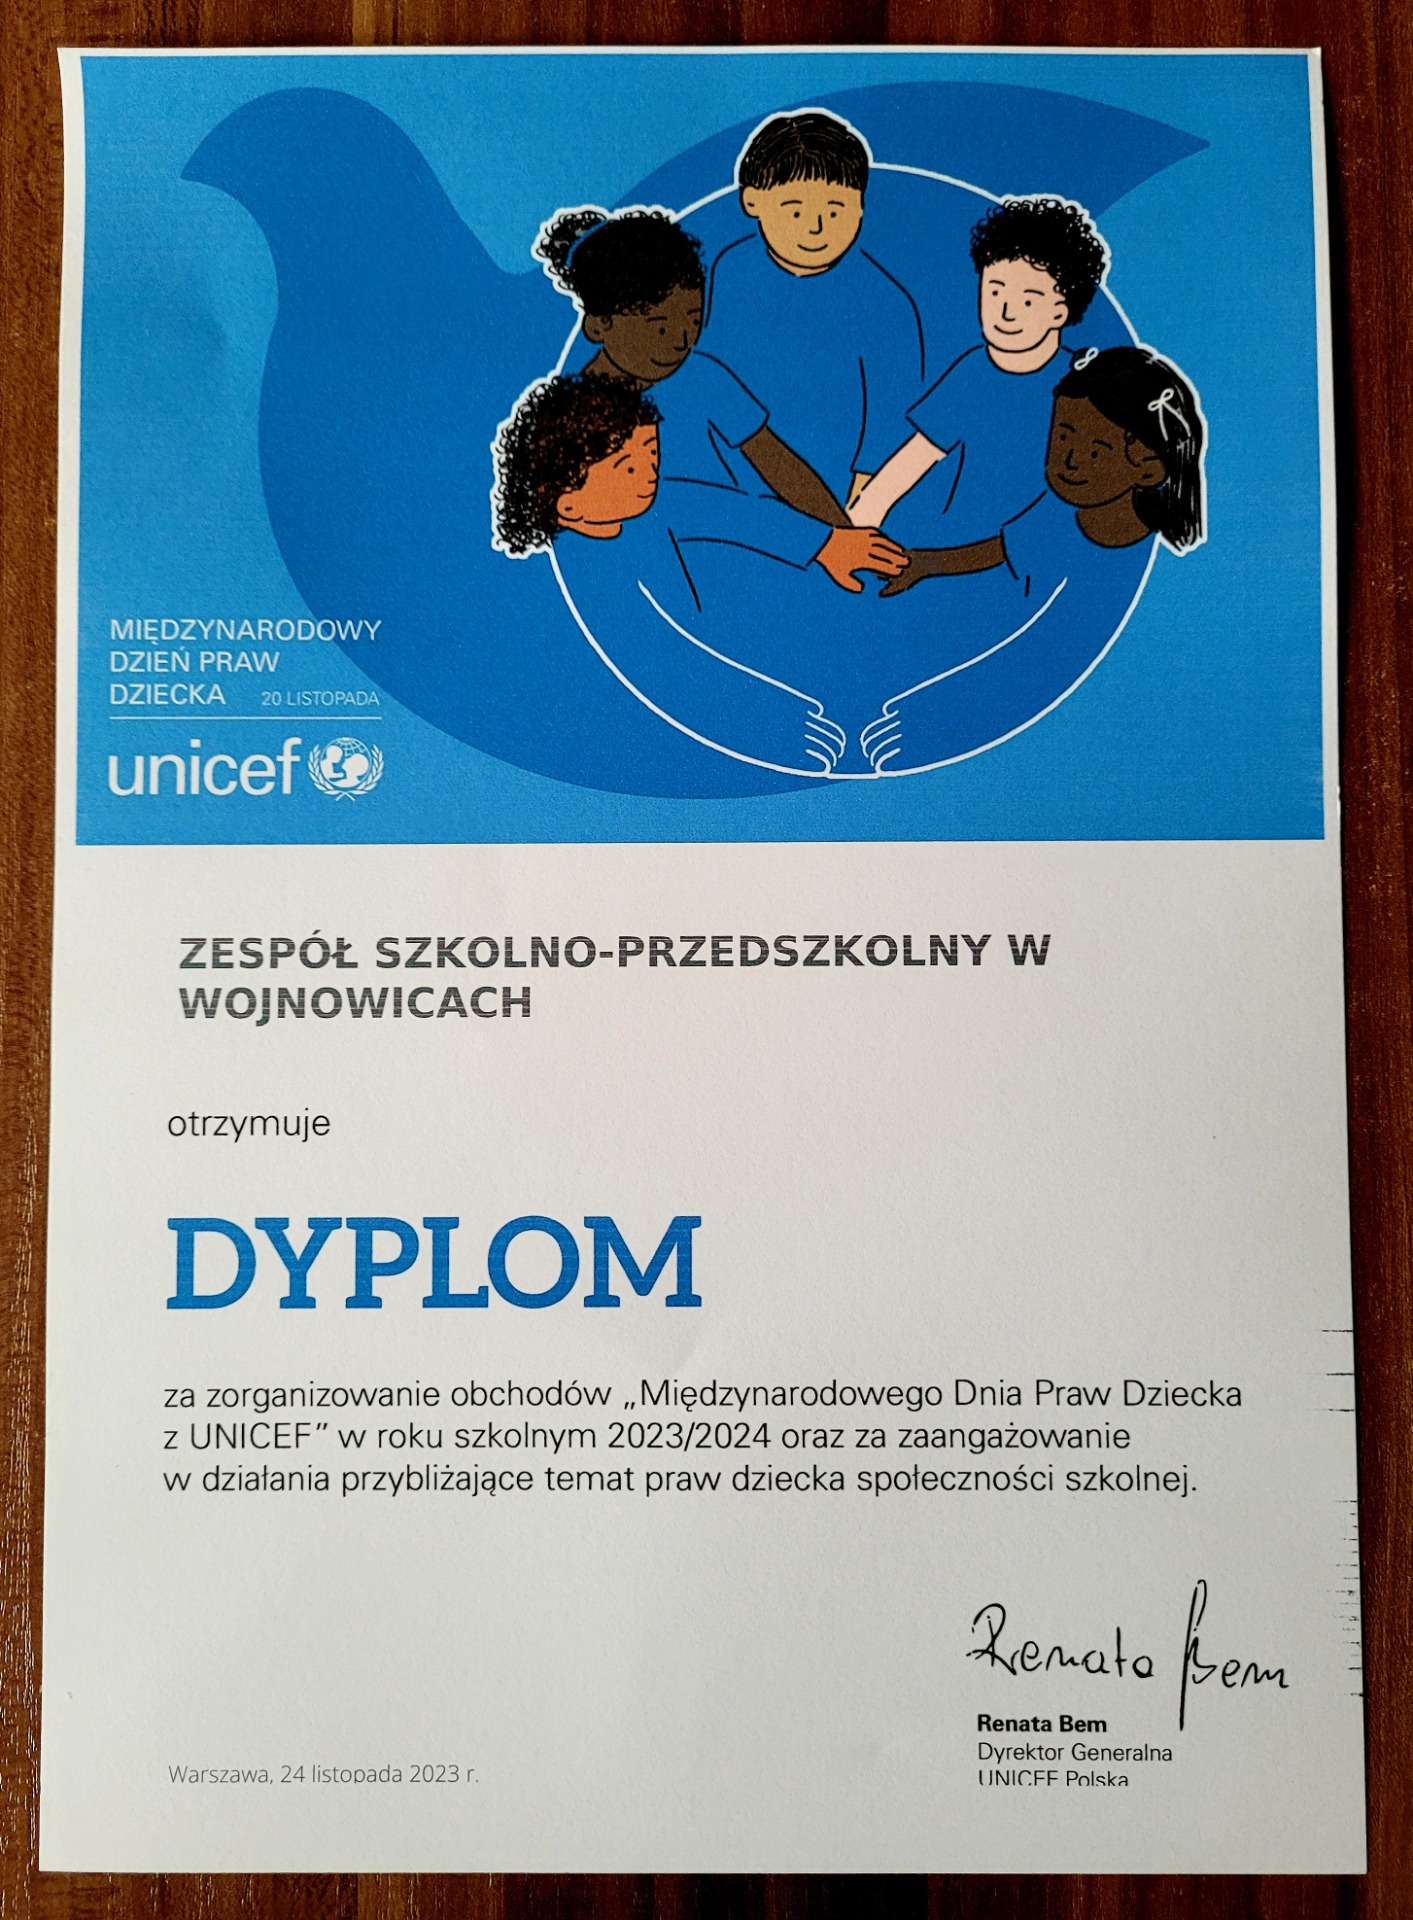 MIĘDZYNARODOWY
DZIEŃ PRAW
DZIECKA 20 LISTOPADA
unicef
ZESPÓŁ SZKOLNO-PRZEDSZKOLNY W
WOJNOWICACH
otrzymuje
DYPLOM
za zorganizowanie obchodów „Międzynarodowego Dnia Praw Dziecka
z UNICEF” w roku szkolnym 2023/2024 oraz za zaangażowanie
w działania przybliżające temat praw dziecka społeczności szkolnej.
Renata Bem
Renata Bem
Dyrektor Generalna
UNICEF Polska
Warszawa, 24 listopada 2023 r.